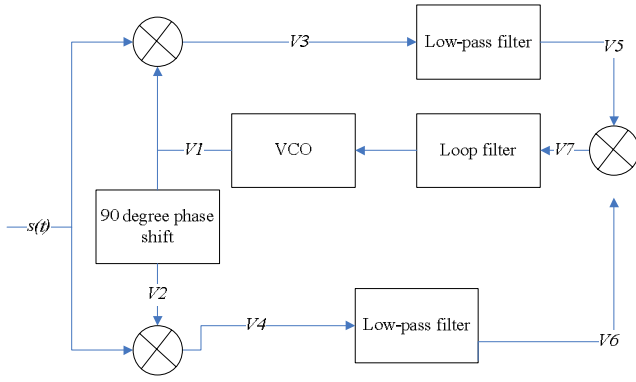 V3
Low-pass filter
V5
V1
VCO
Loop filter
V7
90 degree phase
shift
s(t)
V2
V4
Low-pass filter
V6